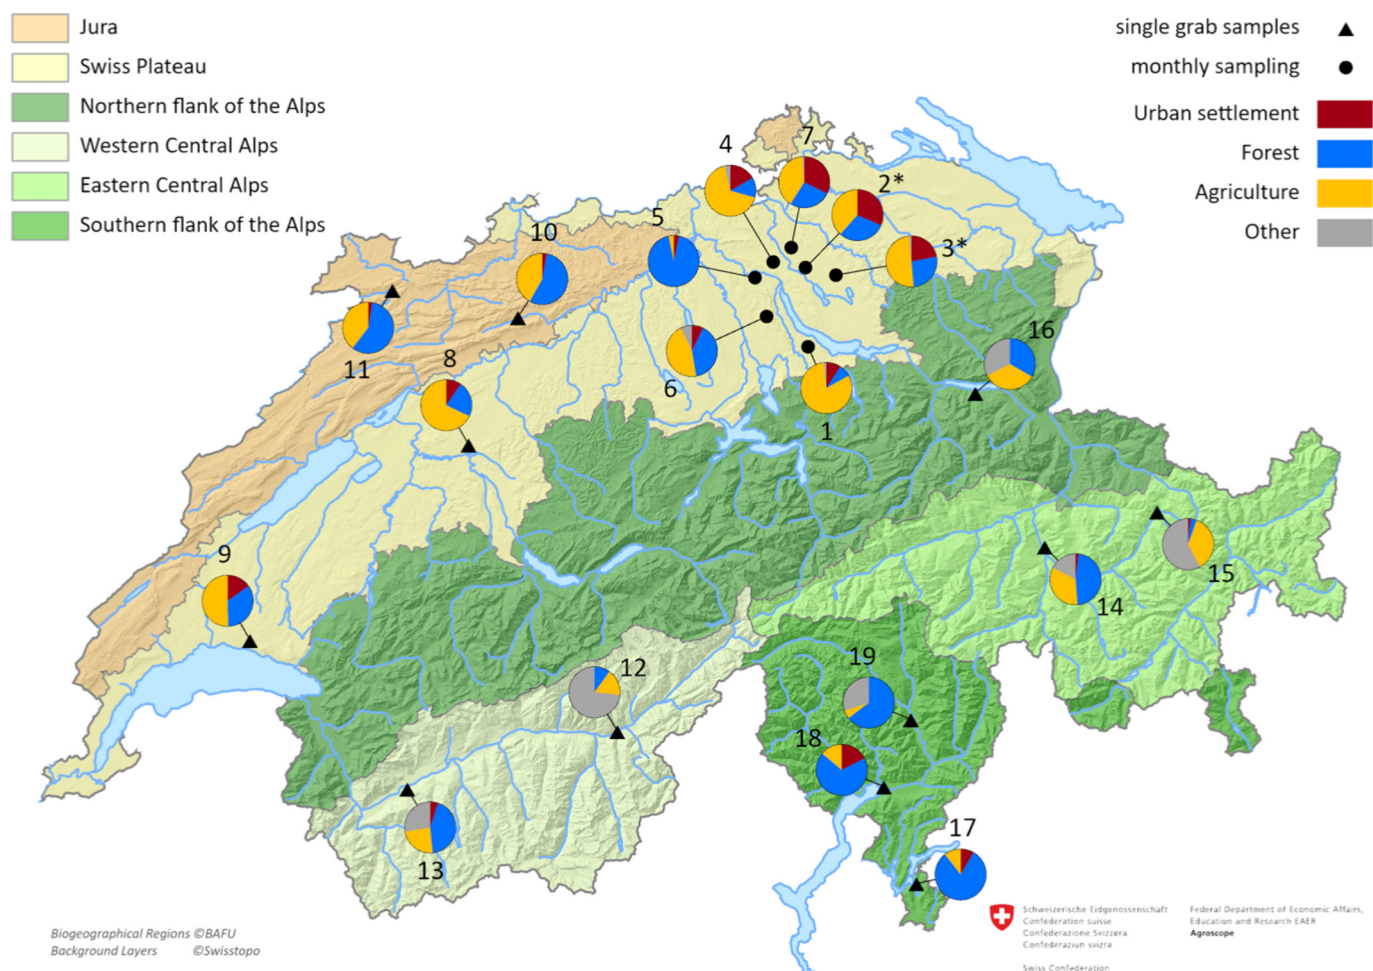 Jura
Swiss Plateau
Northern flank of the Alps
Western Central Alps
Eastern Central Alps
Southern flank of the Alps
single grab samples
monthly sampling
Urban settlement
Forest
Agriculture
Other
7
4
2*
5
10
3*
16
11
8
6
1
9
15
14
12
19
18
17
13
Biogeographical Regions ©BAFU
Background Layers ©Swisstopo
Schweizerische Eidgenossenschaft
Confédération suisse
Confederazione Svizzera
Confederaziun svizra
Swiss Confederation
Federal Department of Economic Affairs,
Education and Research EAER
Agroscope